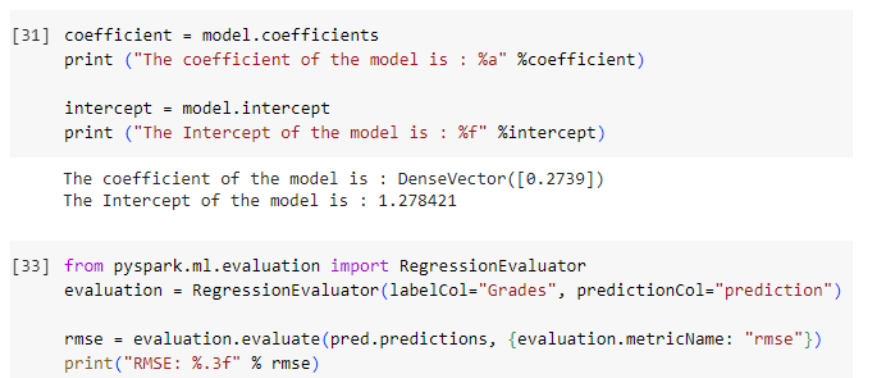 [31] coefficient = model.coefficients
print ("The coefficient of the model is : %a" %coefficient)
intercept = model.intercept
print ("The Intercept of the model is : %f" %intercept)
The coefficient of the model is : DenseVector([0.2739])
The Intercept of the model is : 1.278421
[33] from pyspark.ml.evaluation import RegressionEvaluator
evaluation = RegressionEvaluator(labelCol="Grades", predictionCol="prediction")
rmse = evaluation.evaluate(pred.predictions, {evaluation.metricName: "rmse"})
print("RMSE: %.3f" % rmse)